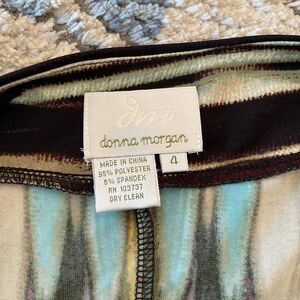 dm
donna morgan
4
MADE IN CHINA
95% POLYESTER
5% SPANDEX
RN 103737
DRY CLEAN